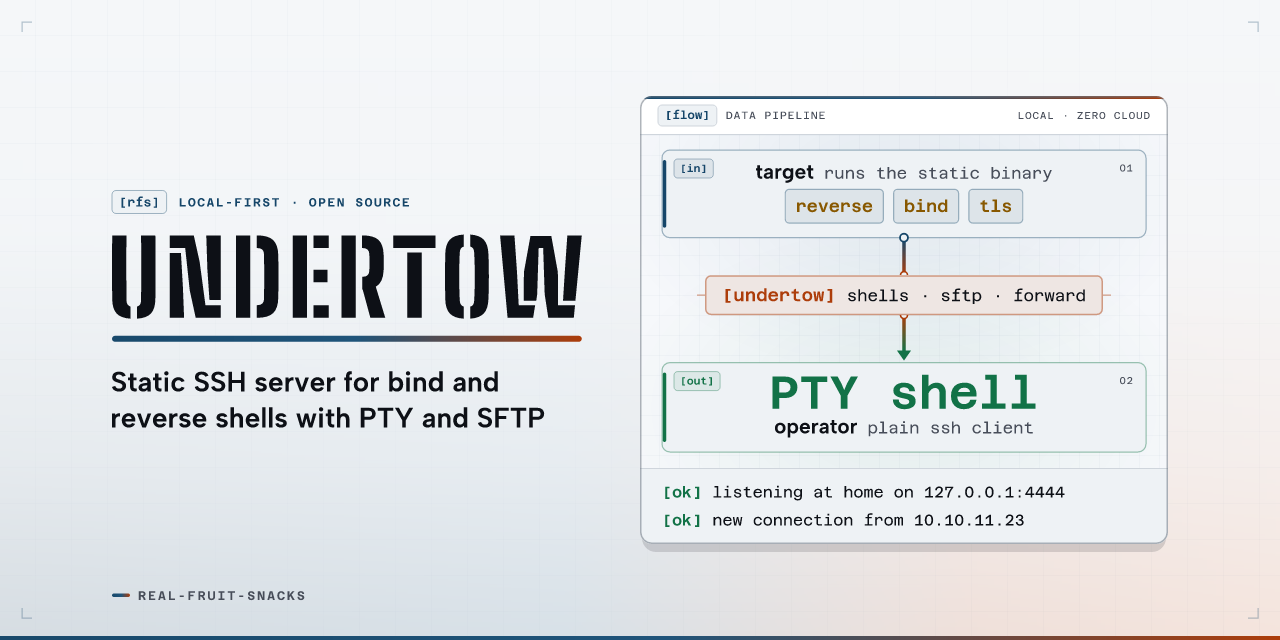 [rfs] LOCAL-FIRST · OPEN SOURCE
UNDERTOW
Static SSH server for bind and
reverse shells with PTY and SFTP
REAL-FRUIT-SNACKS
[flow] DATA PIPELINE LOCAL · ZERO CLOUD
[in] target runs the static binary 01
reverse bind tls
[undertow] shells · sftp · forward
[out] PTY shell 02
operator plain ssh client
[ok] listening at home on 127.0.0.1:4444
[ok] new connection from 10.10.11.23